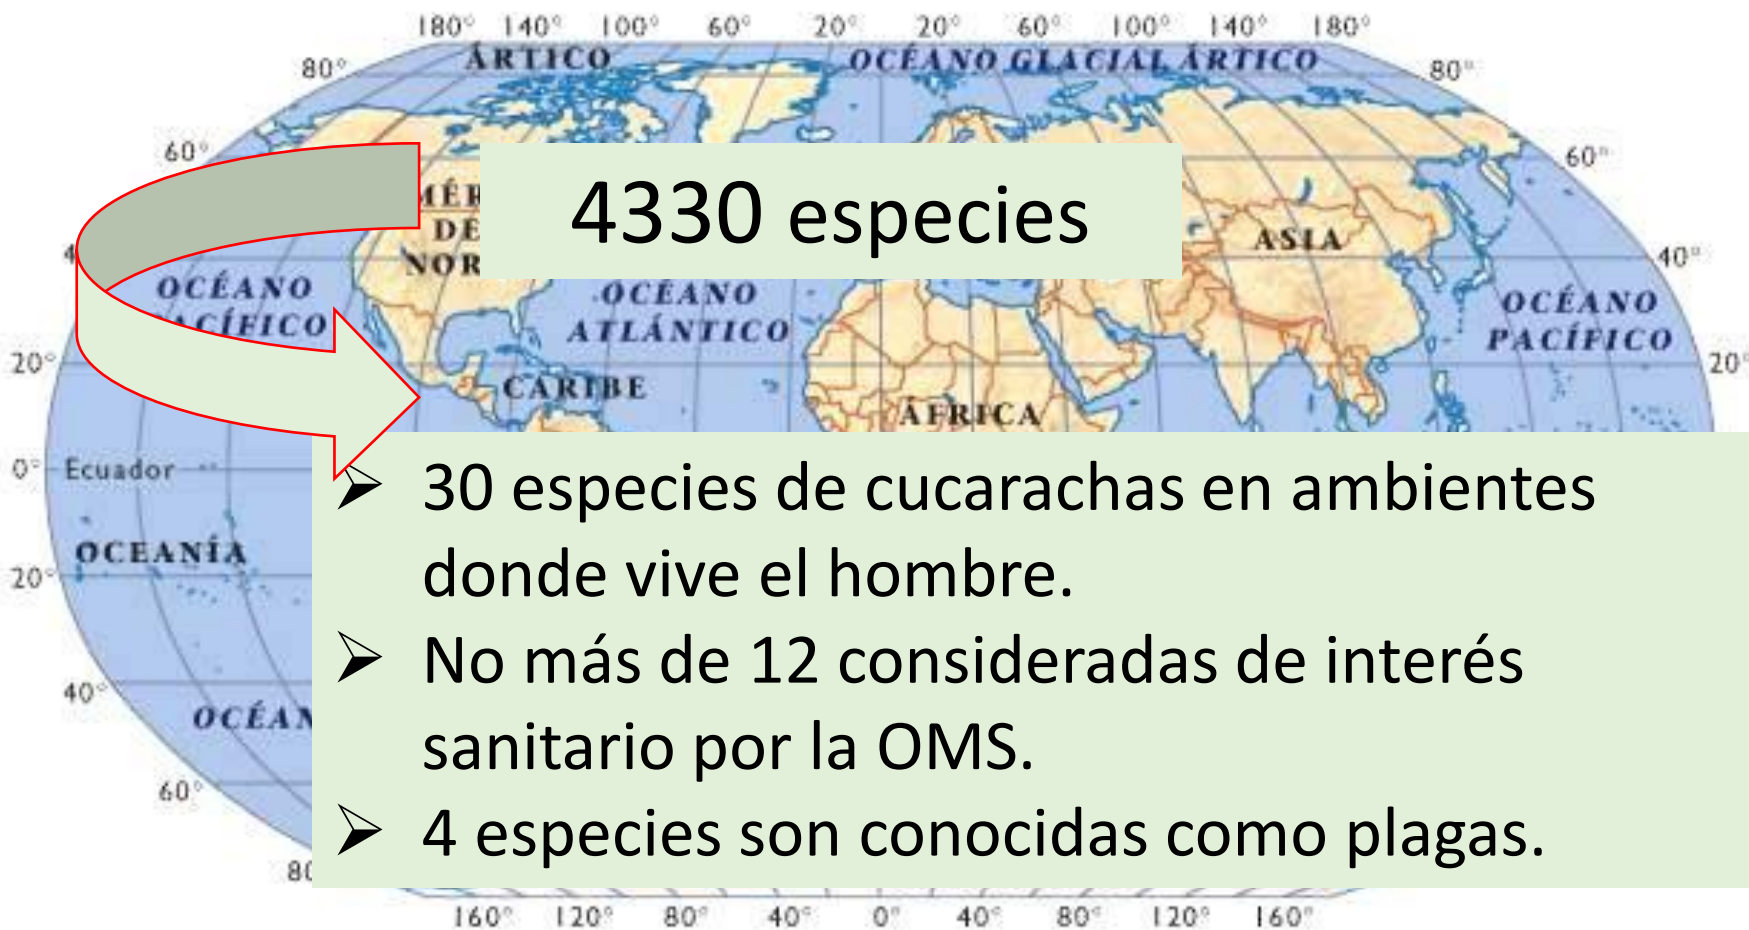 180° 140° 100° 60° 20° 20° 60° 100° 140° 180°
ÁRTICO OCÉANO GLACIAL ÁRTICO
80° 80°
60° 60°
4330 especies
DE
ASIA
40°
OCÉANO
OCÉANO
ATLÁNTICO
OCÉANO
PACÍFICO
20° 20°
CARIBE
ÁFRICA
0° Ecuador
30 especies de cucarachas en ambientes
donde vive el hombre.
OCEANÍA
20°
No más de 12 consideradas de interés
sanitario por la OMS.
40°
60°
4 especies son conocidas como plagas.
160° 120° 80° 40° 0° 40° 80° 120° 160°